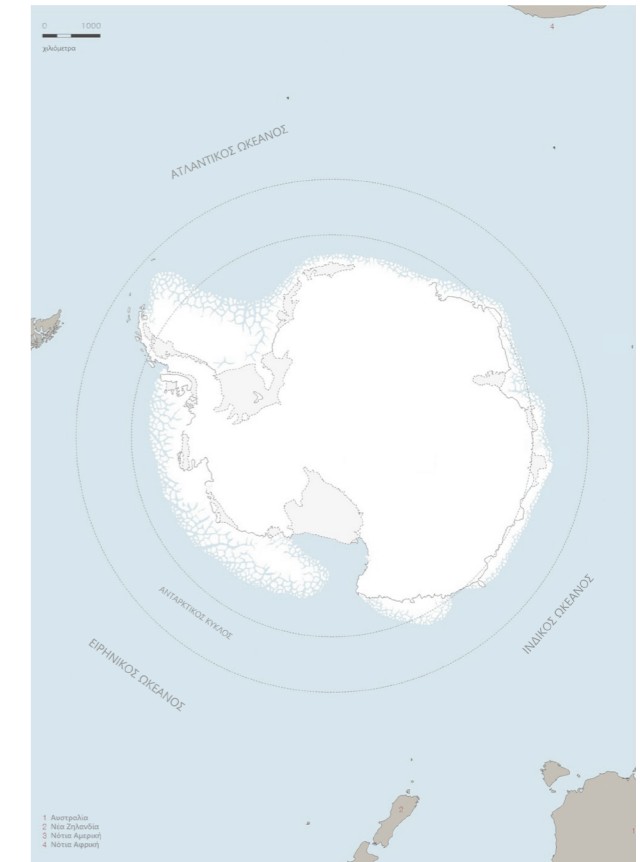 0 1000
χιλιόμετρα
4
ΑΤΛΑΝΤΙΚΟΣ ΩΚΕΑΝΟΣ
ΑΝΤΑΡΚΤΙΚΟΣ ΚΥΚΛΟΣ
ΙΝΔΙΚΟΣ ΩΚΕΑΝΟΣ
ΕΙΡΗΝΙΚΟΣ ΩΚΕΑΝΟΣ
2
1
1 Αυστραλία
2 Νέα Ζηλανδία
3 Νότια Αμερική
4 Νότια Αφρική